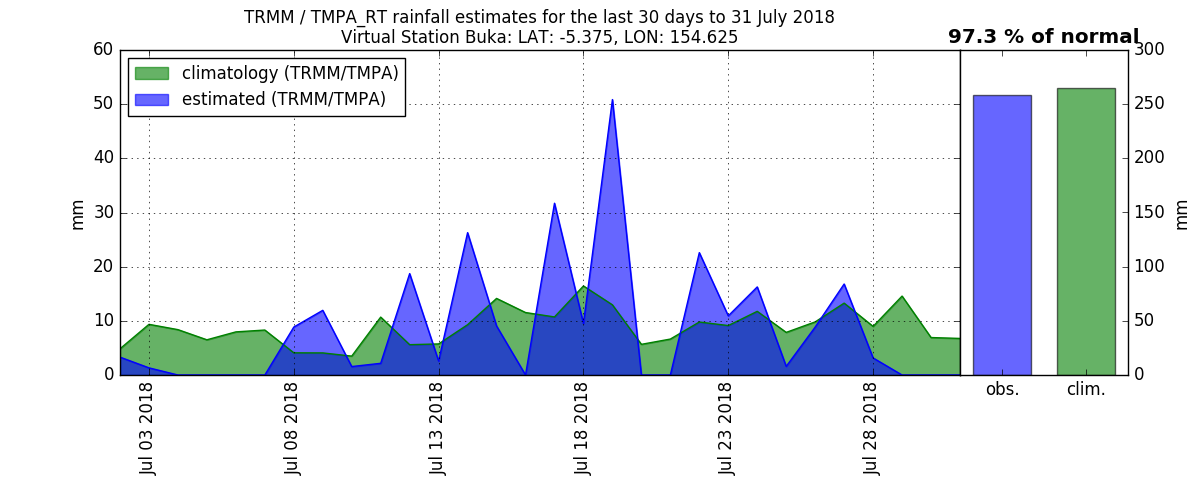 TRMM / TMPA_RT rainfall estimates for the last 30 days to 31 July 2018
Virtual Station Buka: LAT: -5.375, LON: 154.625
97.3 % of normal
climatology (TRMM/TMPA)
estimated (TRMM/TMPA)
60
50
40
30
20
10
0
mm
Jul 03 2018
Jul 08 2018
Jul 13 2018
Jul 18 2018
Jul 23 2018
Jul 28 2018
300
250
200
150
100
50
0
mm
obs.
clim.